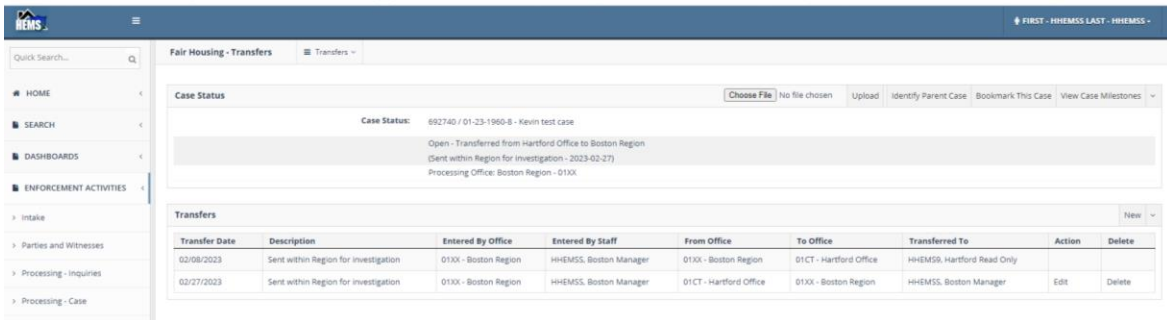 HEMS
FIRST - HHEMSS LAST - HHEMSS
Quick Search...
Fair Housing - Transfers
Transfers
HOME
SEARCH
DASHBOARDS
ENFORCEMENT ACTIVITIES
> Intake
> Parties and Witnesses
> Processing - Inquiries
> Processing - Case
Case Status
Choose File No file chosen Upload Identify Parent Case Bookmark This Case View Case Milestones
Case Status: 692740 / 01-23-1960-8 - Kevin test case
Open - Transferred from Hartford Office to Boston Region
(Sent within Region for Investigation - 2023-02-27)
Processing Office: Boston Region - 01XX
Transfers
New
Transfer Date Description Entered By Office Entered By Staff From Office To Office Transferred To Action Delete
02/08/2023 Sent within Region for investigation 01XX - Boston Region HHEMSS, Boston Manager 01XX - Boston Region 01CT - Hartford Office HHEMS9, Hartford Read Only
02/27/2023 Sent within Region for investigation 01XX - Boston Region HHEMSS, Boston Manager 01CT - Hartford Office 01XX - Boston Region HHEMSS, Boston Manager Edit Delete